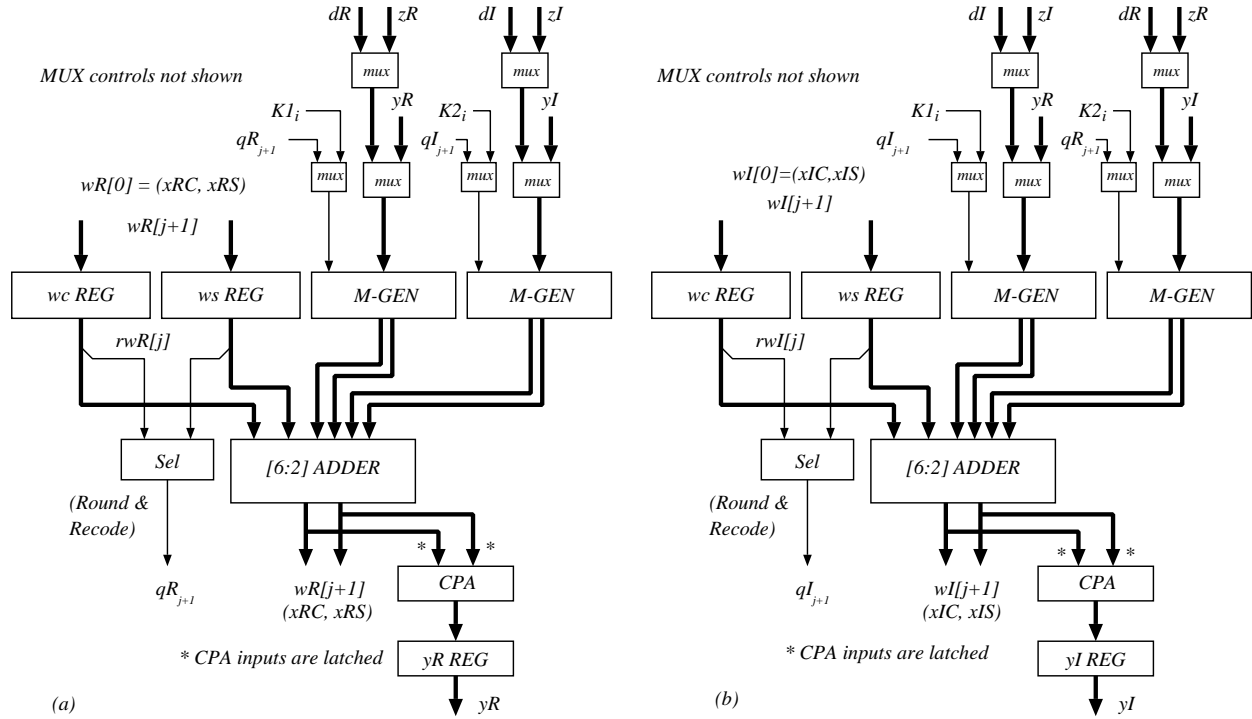 dR zR dI zI
mux mux
MUX controls not shown
yR yI
K1i K2i
qRj+1 qIj+1
mux mux mux mux
wR[0] = (xRC, xRS)
wR[j+1]
wc REG ws REG M-GEN M-GEN
rwR[j]
Sel [6:2] ADDER
(Round &
Recode)
* *
qRj+1 wR[j+1] CPA
(xRC, xRS)
* CPA inputs are latched yR REG
(a) yR
dI zI dR zR
mux mux
MUX controls not shown
yR yI
K1i K2i
qIj+1 qRj+1
mux mux mux mux
wI[0]=(xIC,xIS)
wI[j+1]
wc REG ws REG M-GEN M-GEN
rwI[j]
Sel [6:2] ADDER
(Round &
Recode)
* *
qIj+1 wI[j+1] CPA
(xIC, xIS)
* CPA inputs are latched yI REG
(b) yI